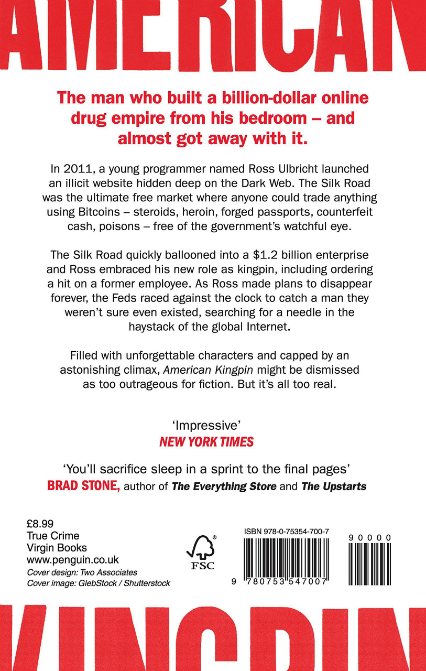 AMERICAN
The man who built a billion-dollar online
drug empire from his bedroom – and
almost got away with it.
In 2011, a young programmer named Ross Ulbricht launched
an illicit website hidden deep on the Dark Web. The Silk Road
was the ultimate free market where anyone could trade anything
using Bitcoins – steroids, heroin, forged passports, counterfeit
cash, poisons – free of the government's watchful eye.
The Silk Road quickly ballooned into a $1.2 billion enterprise
and Ross embraced his new role as kingpin, including ordering
a hit on a former employee. As Ross made plans to disappear
forever, the Feds raced against the clock to catch a man they
weren't sure even existed, searching for a needle in the
haystack of the global Internet.
Filled with unforgettable characters and capped by an
astonishing climax, American Kingpin might be dismissed
as too outrageous for fiction. But it's all too real.
'Impressive'
NEW YORK TIMES
'You'll sacrifice sleep in a sprint to the final pages'
BRAD STONE, author of The Everything Store and The Upstarts
£8.99
True Crime
Virgin Books
www.penguin.co.uk
Cover design: Two Associates
Cover image: GlebStock / Shutterstock
®
FSC
ISBN 978-0-75354-700-7
9 780753 547007
90000
KINGPIN